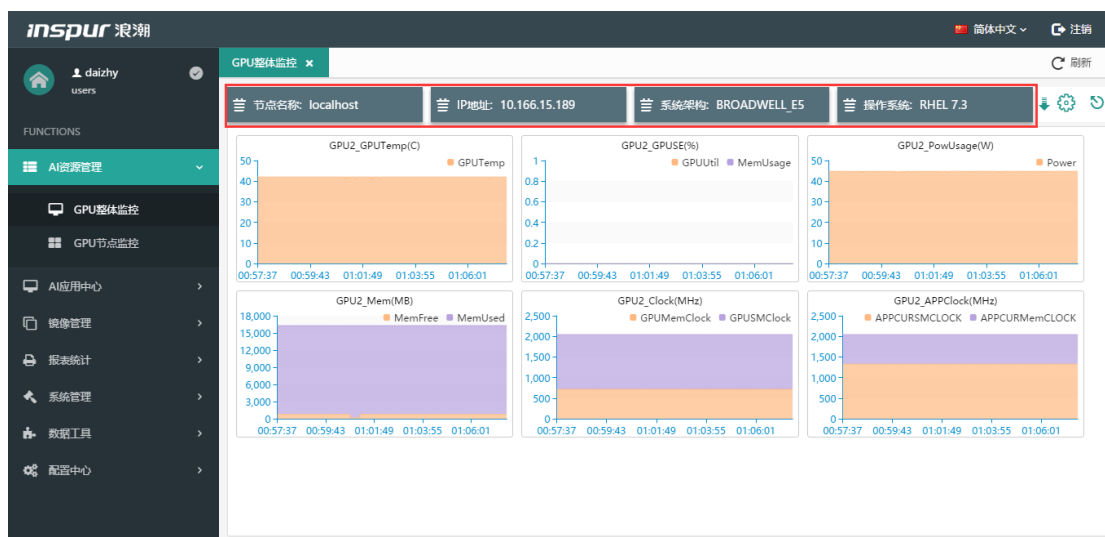 inspur 浪潮
简体中文
注销
daizhy
users
FUNCTIONS
AI资源管理
GPU整体监控
GPU节点监控
AI应用中心
镜像管理
报表统计
系统管理
数据工具
配置中心
GPU整体监控 ×
刷新
节点名称: localhost
IP地址: 10.166.15.189
系统架构: BROADWELL_E5
操作系统: RHEL 7.3
GPU2_GPUTemp(C)
GPUTemp
50
40
30
20
10
0
00:57:37 00:59:43 01:01:49 01:03:55 01:06:01
GPU2_GPUSE(%)
GPUUtil MemUsage
1
0.8
0.6
0.4
0.2
0
00:57:37 00:59:43 01:01:49 01:03:55 01:06:01
GPU2_PowUsage(W)
Power
50
40
30
20
10
0
00:57:37 00:59:43 01:01:49 01:03:55 01:06:01
GPU2_Mem(MB)
MemFree MemUsed
18,000
15,000
12,000
9,000
6,000
3,000
0
00:57:37 00:59:43 01:01:49 01:03:55 01:06:01
GPU2_Clock(MHz)
GPUMemClock GPUSMClock
2,500
2,000
1,500
1,000
500
0
00:57:37 00:59:43 01:01:49 01:03:55 01:06:01
GPU2_APPClock(MHz)
APPCURSMCLOCK APPCURMemCLOCK
2,500
2,000
1,500
1,000
500
0
00:57:37 00:59:43 01:01:49 01:03:55 01:06:01